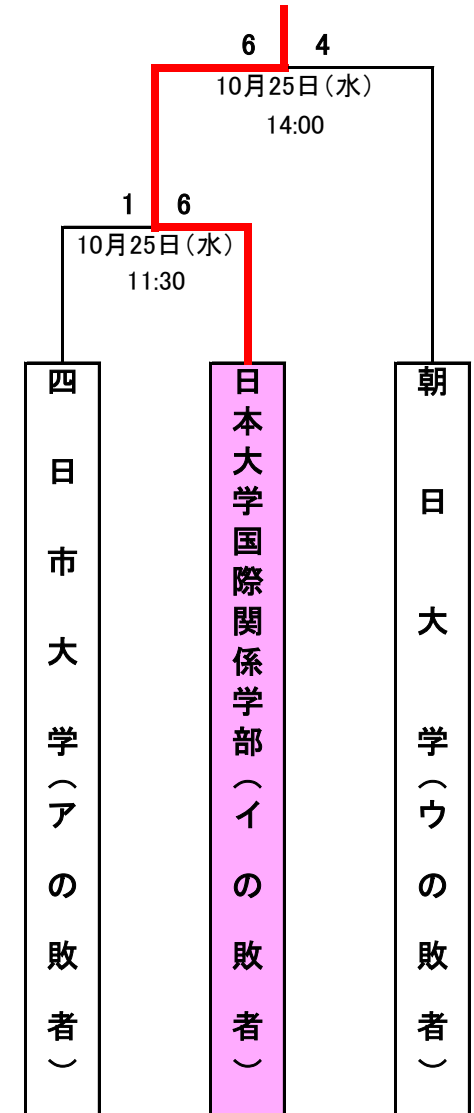 6 4
10月25日(水)
14:00
1 6
10月25日(水)
11:30
四日市大学(アの敗者)
日本大学国際関係学部(イの敗者)
朝日大学(ウの敗者)